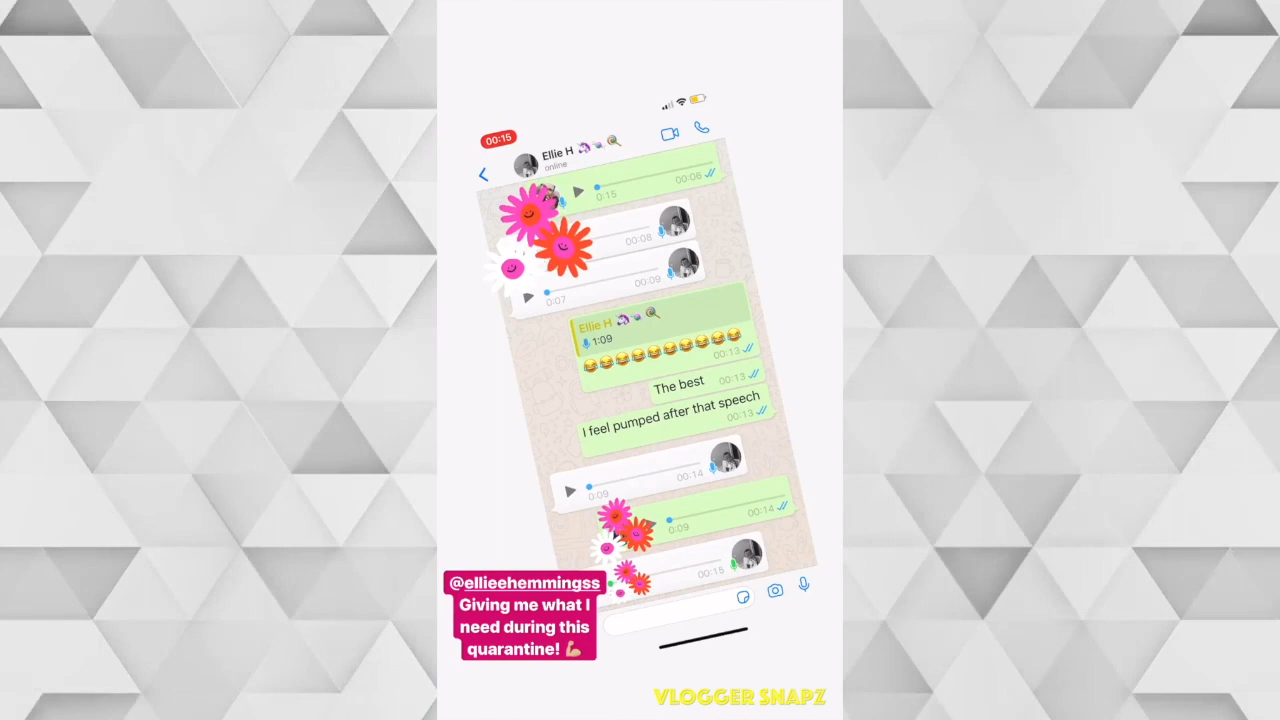 00:15
Ellie H 🦄🍬🍭
online
0:15 00:06
00:08
0:07 00:09
Ellie H 🦄🍬🍭
1:09
😂😂😂😂😂😂😂😂😂😂
00:13
The best 00:13
I feel pumped after that speech
00:13
0:09 00:14
0:09 00:14
00:15
@ellieehemmingss
Giving me what I
need during this
quarantine! 💪🏼
VLOGGER SNAPZ